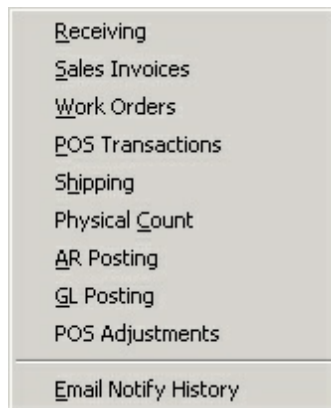 Receiving
Sales Invoices
Work Orders
POS Transactions
Shipping
Physical Count
AR Posting
GL Posting
POS Adjustments
Email Notify History